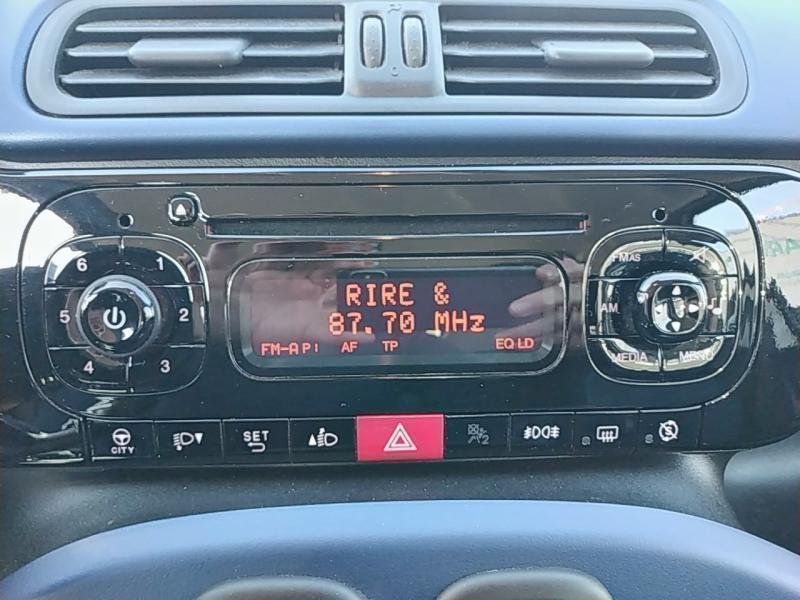 RIRE &
87.70 MHz
FM-A P1 AF TP EQ LD
6 1
5 2
4 3
FMAS
AM
MEDIA MENU
CITY
SET